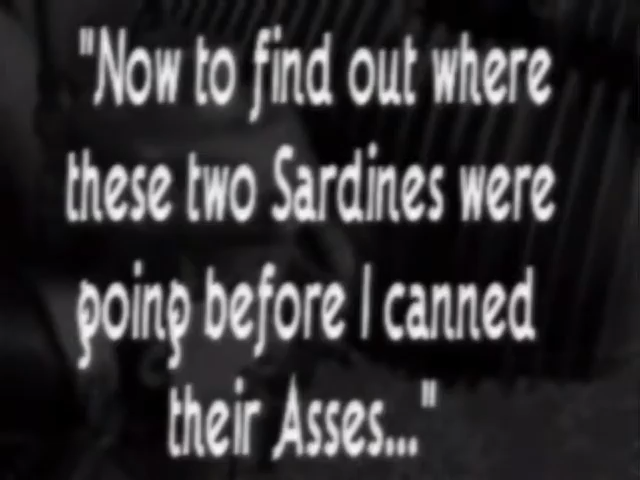 "Now to find out where
these two Sardines were
going before I canned
their Asses..."